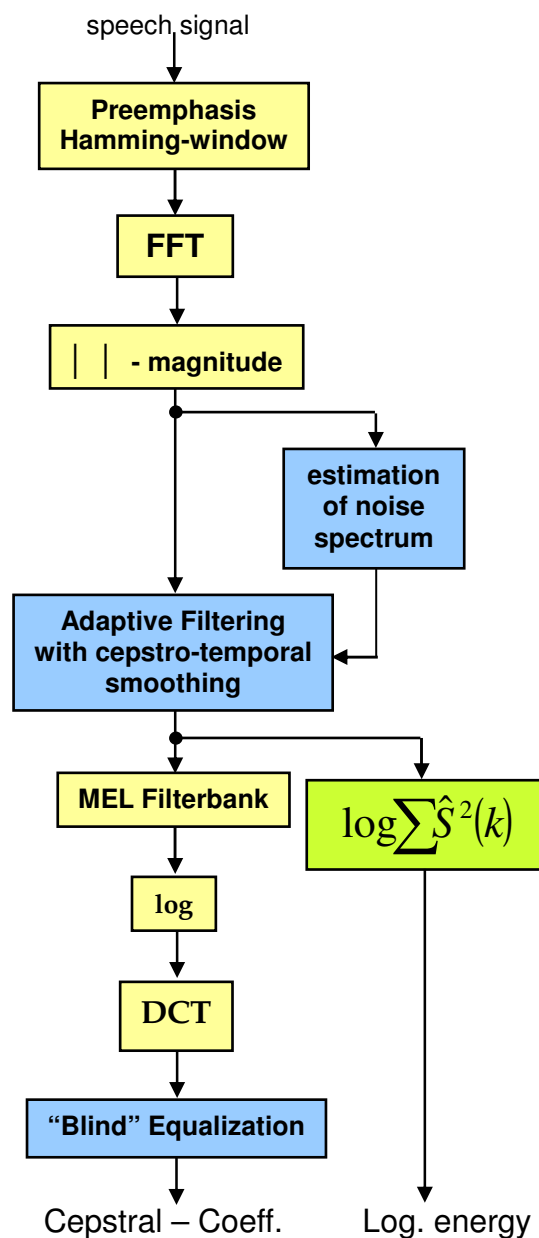 speech signal
Preemphasis
Hamming-window
FFT
| | - magnitude
estimation
of noise
spectrum
Adaptive Filtering
with cepstro-temporal
smoothing
MEL Filterbank
log∑Ŝ²(k)
log
DCT
“Blind” Equalization
Cepstral – Coeff.
Log. energy